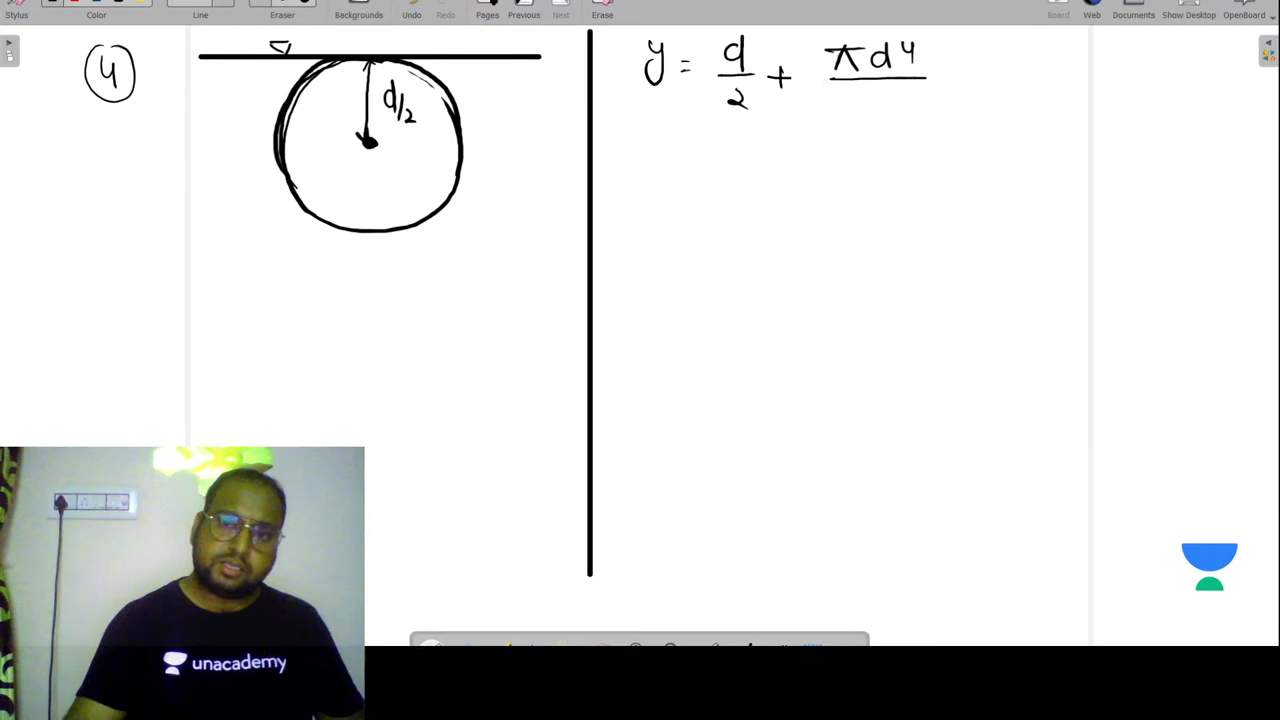 Stylus Color Line Eraser Backgrounds Undo Redo Pages Previous Next Erase Board Web Documents Show Desktop OpenBoard
4
d/2
y = d/2 + πd4
unacademy